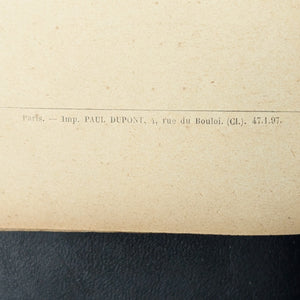 Paris. — Imp. PAUL DUPONT, 4, rue du Bouloi. (Cl.). 47.1.97.